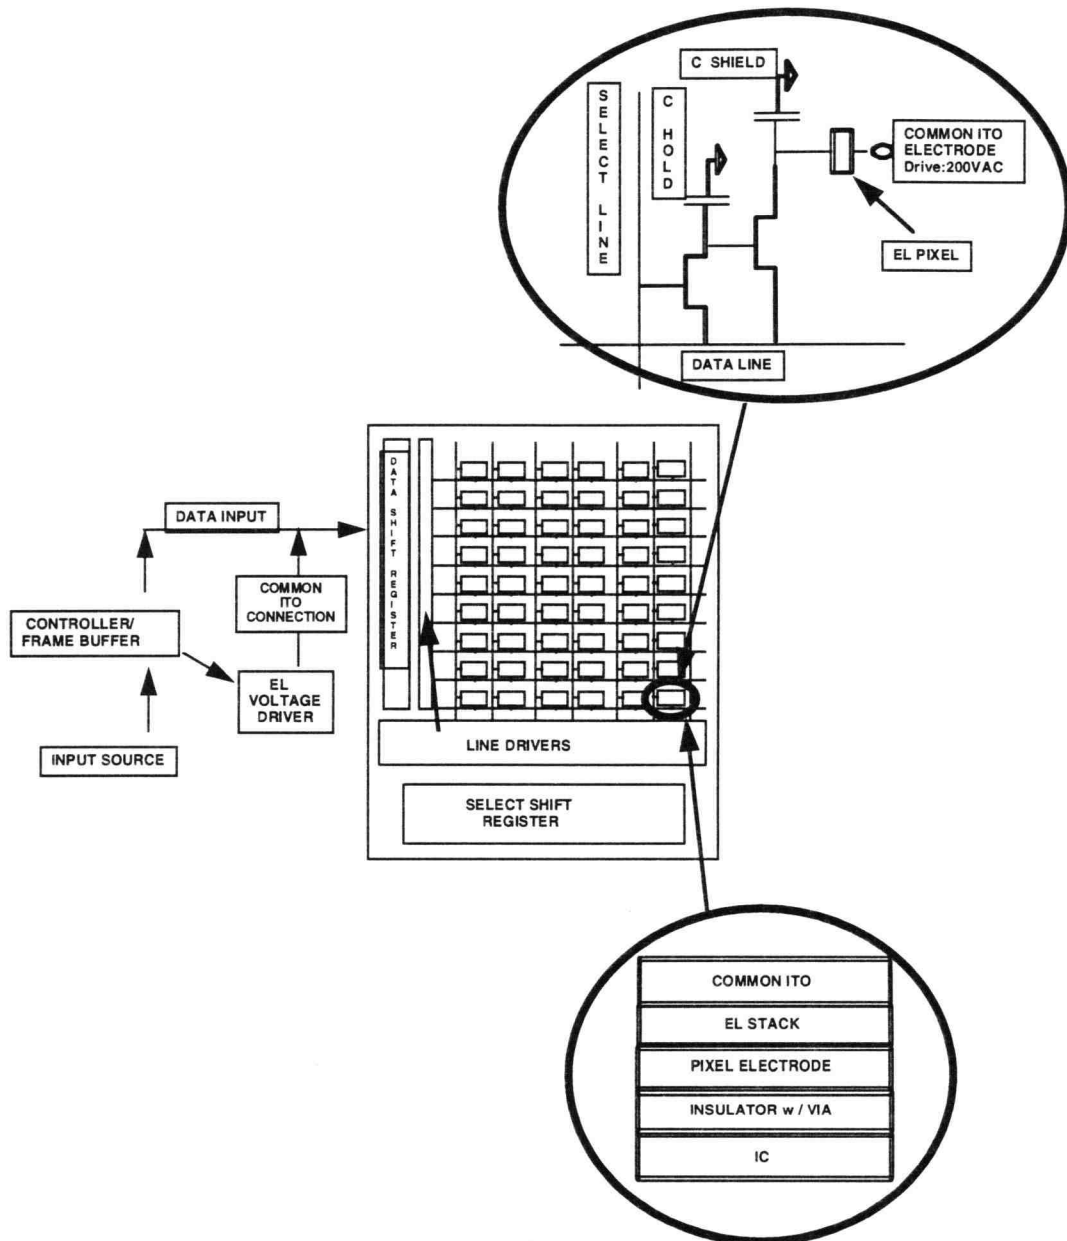 C SHIELD
SELECT LINE
C HOLD
COMMON ITO
ELECTRODE
Drive:200VAC
EL PIXEL
DATA LINE
DATA SHIFT REGISTER
DATA INPUT
COMMON
ITO
CONNECTION
CONTROLLER/
FRAME BUFFER
EL
VOLTAGE
DRIVER
INPUT SOURCE
LINE DRIVERS
SELECT SHIFT
REGISTER
COMMON ITO
EL STACK
PIXEL ELECTRODE
INSULATOR w / VIA
IC